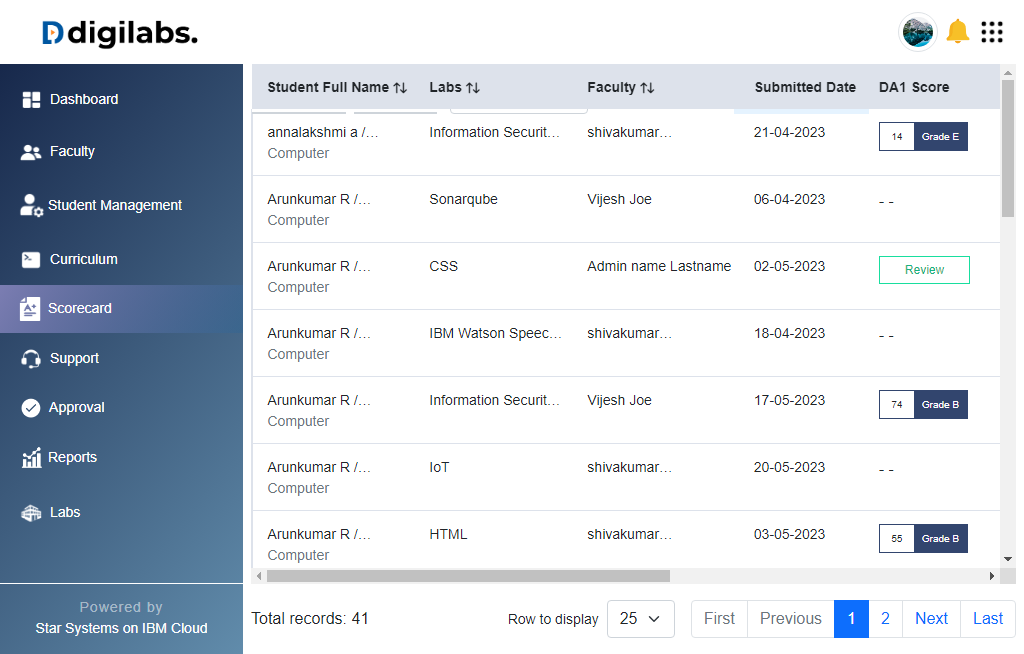 digilabs.
Dashboard
Faculty
Student Management
Curriculum
Scorecard
Support
Approval
Reports
Labs
Powered by
Star Systems on IBM Cloud
Student Full Name Labs Faculty Submitted Date DA1 Score
annalakshmi a /... Information Securit... shivakumar... 21-04-2023 14 Grade E
Computer
Arunkumar R /... Sonarqube Vijesh Joe 06-04-2023 - -
Computer
Arunkumar R /... CSS Admin name Lastname 02-05-2023 Review
Computer
Arunkumar R /... IBM Watson Speec... shivakumar... 18-04-2023 - -
Computer
Arunkumar R /... Information Securit... Vijesh Joe 17-05-2023 74 Grade B
Computer
Arunkumar R /... IoT shivakumar... 20-05-2023 - -
Computer
Arunkumar R /... HTML shivakumar... 03-05-2023 55 Grade B
Computer
Total records: 41 Row to display 25 First Previous 1 2 Next Last